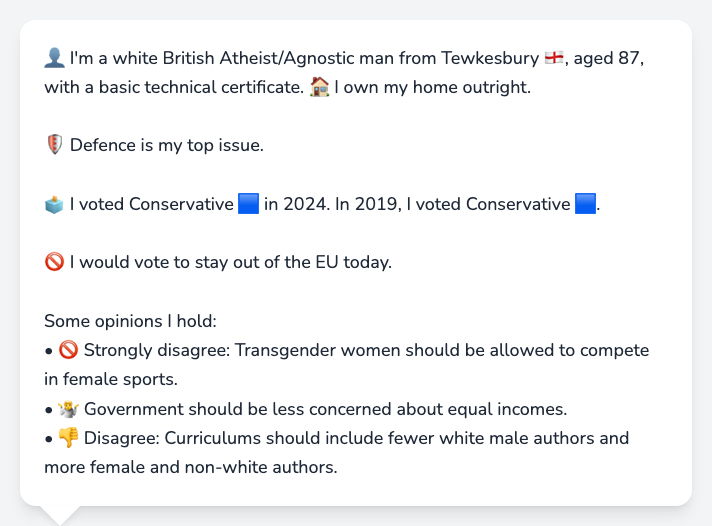 👤 I'm a white British Atheist/Agnostic man from Tewkesbury 🏴󠁧󠁢󠁥󠁮󠁧󠁿, aged 87,
with a basic technical certificate. 🏠 I own my home outright.
🛡️ Defence is my top issue.
🗳️ I voted Conservative 🟦 in 2024. In 2019, I voted Conservative 🟦.
🚫 I would vote to stay out of the EU today.
Some opinions I hold:
• 🚫 Strongly disagree: Transgender women should be allowed to compete
in female sports.
• 🤷 Government should be less concerned about equal incomes.
• 👎 Disagree: Curriculums should include fewer white male authors and
more female and non-white authors.